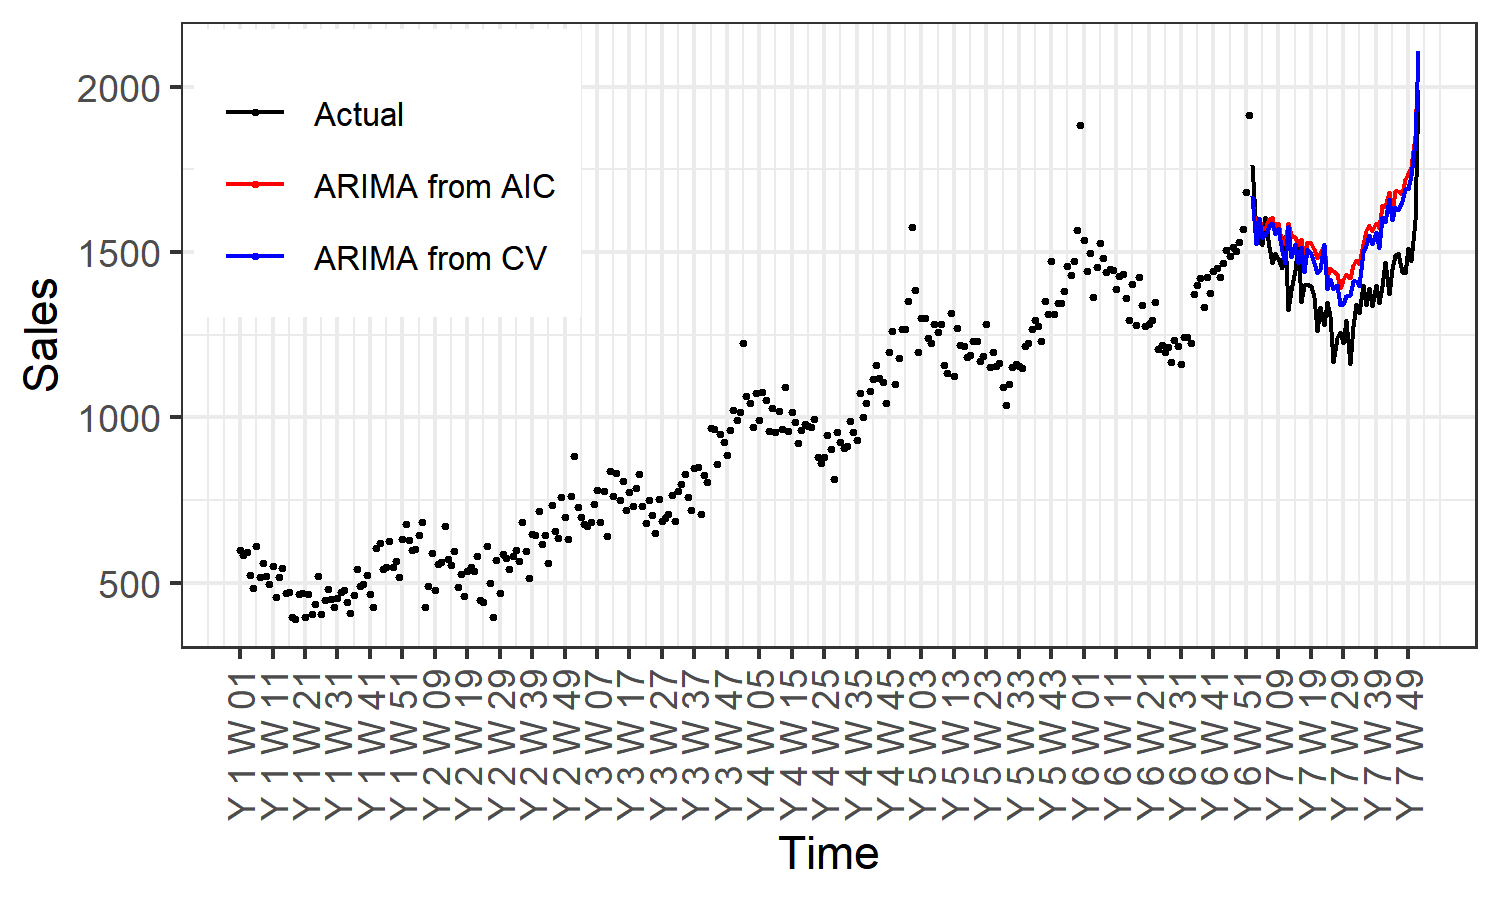 Actual
ARIMA from AIC
ARIMA from CV
Sales
2000
1500
1000
500
Y 1 W 01
Y 1 W 11
Y 1 W 21
Y 1 W 31
Y 1 W 41
Y 1 W 51
Y 2 W 09
Y 2 W 19
Y 2 W 29
Y 2 W 39
Y 2 W 49
Y 3 W 07
Y 3 W 17
Y 3 W 27
Y 3 W 37
Y 3 W 47
Y 4 W 05
Y 4 W 15
Y 4 W 25
Y 4 W 35
Y 4 W 45
Y 5 W 03
Y 5 W 13
Y 5 W 23
Y 5 W 33
Y 5 W 43
Y 6 W 01
Y 6 W 11
Y 6 W 21
Y 6 W 31
Y 6 W 41
Y 6 W 51
Y 7 W 09
Y 7 W 19
Y 7 W 29
Y 7 W 39
Y 7 W 49
Time